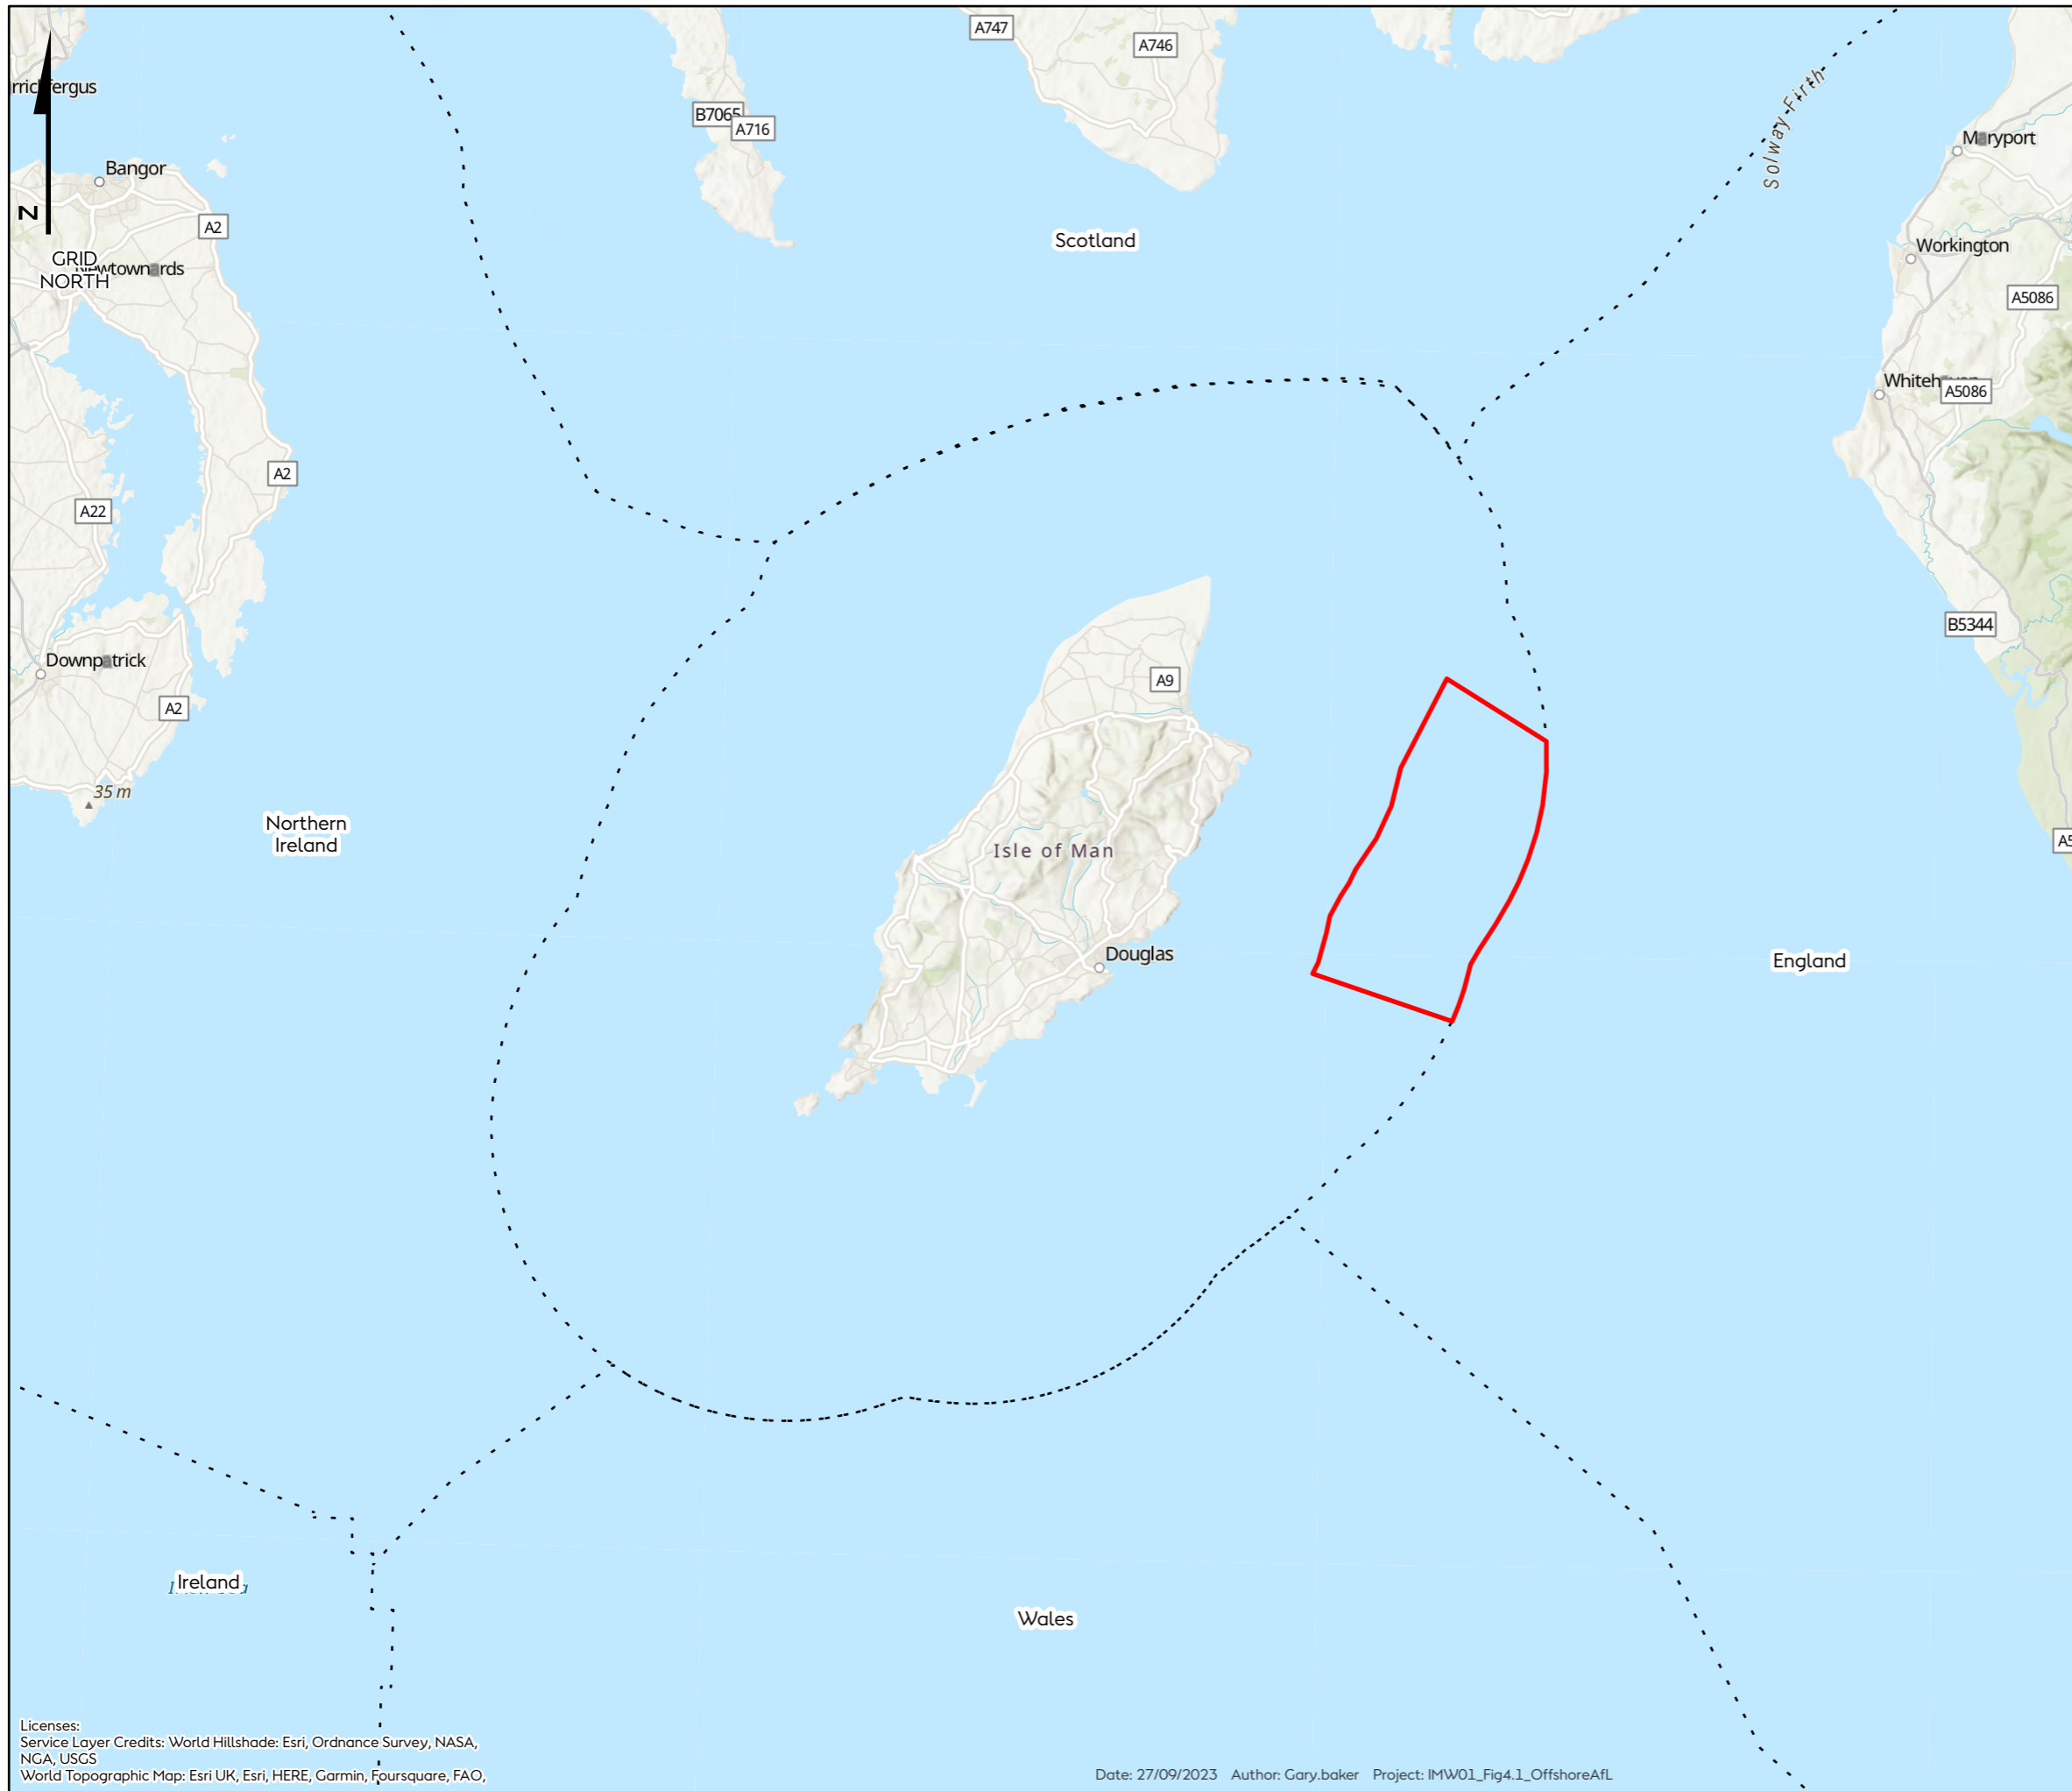 A747
A746
B7065
A716
Solway Firth
Maryport
Bangor
N
A2
GRID
NORTH
Newtownards
Scotland
Workington
A5086
Whitehaven
A5086
A2
A22
B5344
Downpatrick
A9
A2
35 m
Northern
Ireland
Isle of Man
Douglas
England
Ireland
Wales
Licenses:
Service Layer Credits: World Hillshade: Esri, Ordnance Survey, NASA,
NGA, USGS
World Topographic Map: Esri UK, Esri, HERE, Garmin, Foursquare, FAO,
Date: 27/09/2023 Author: Gary.baker Project: IMW01_Fig4.1_OffshoreAfL